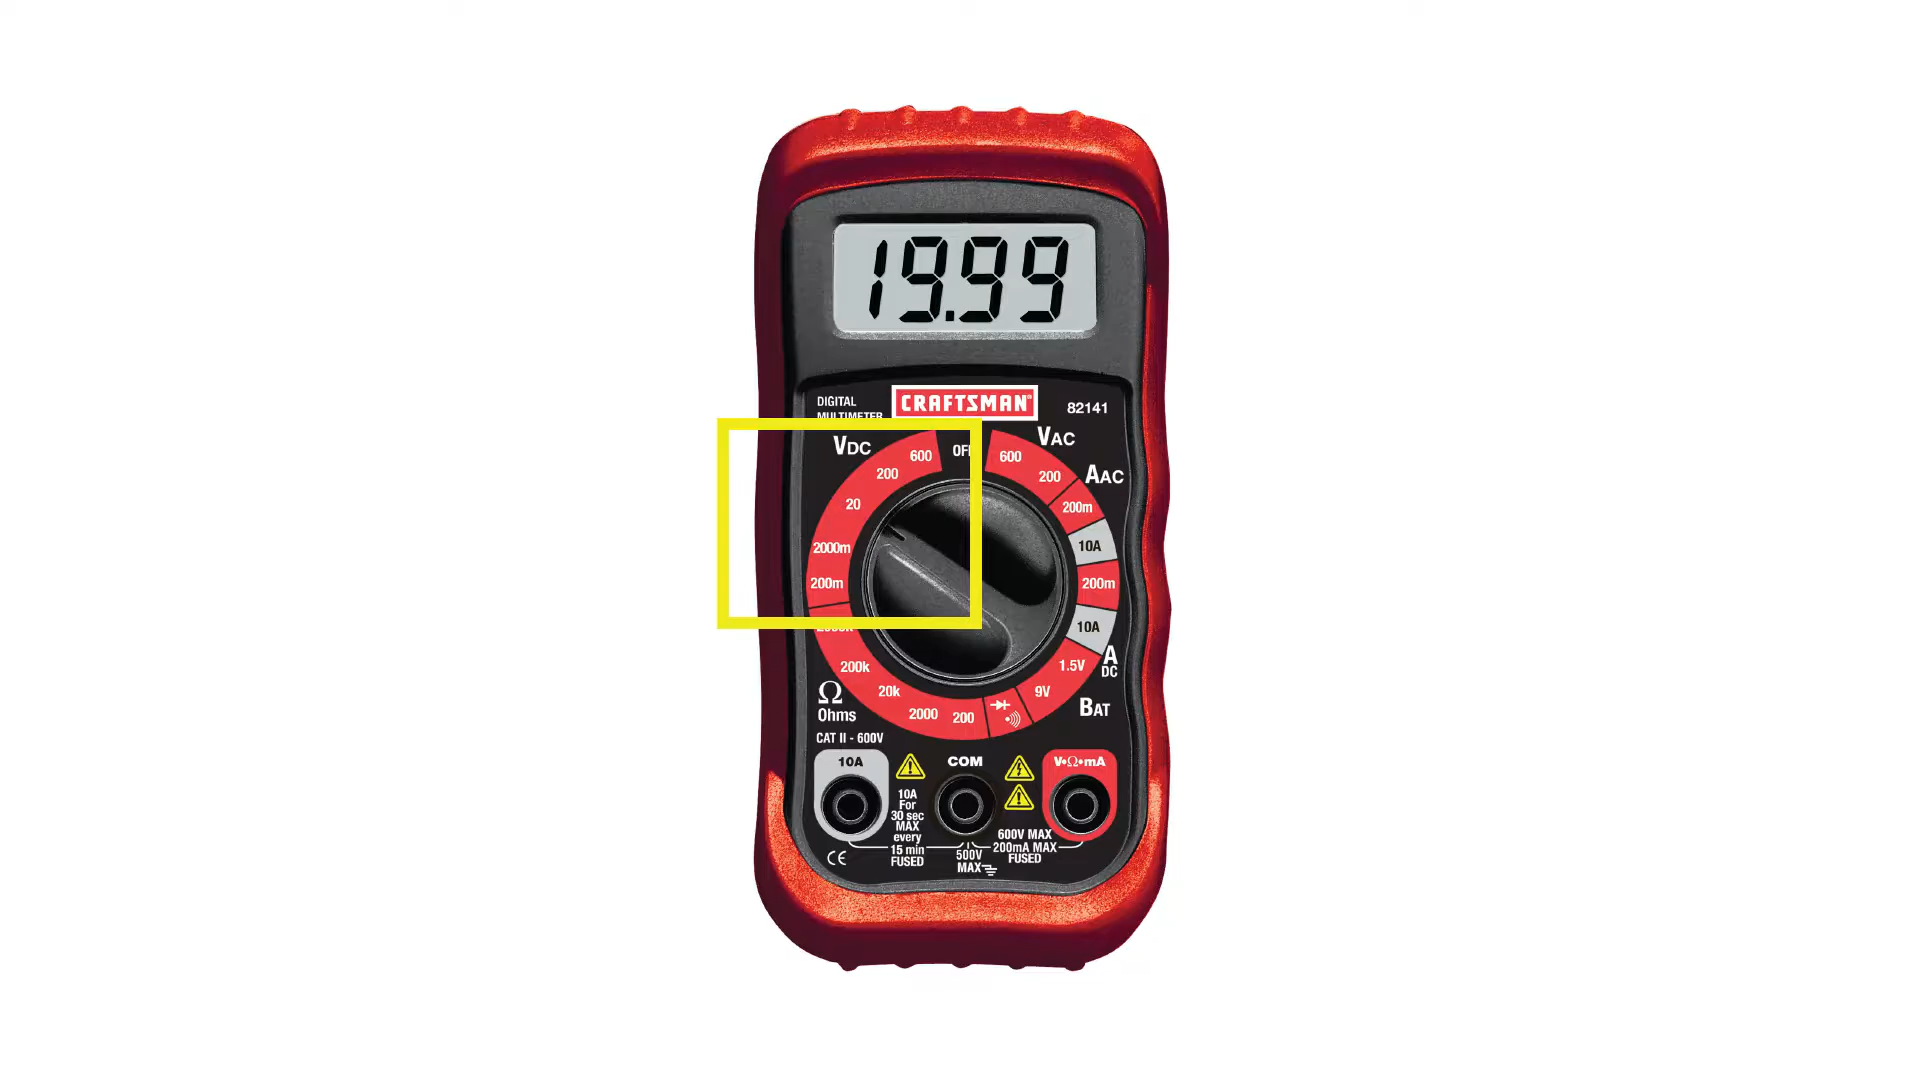 19.99
DIGITAL
MULTIMETER
CRAFTSMAN®
82141
VDC
OFF
VAC
600
600
200
200
AAC
20
200m
2000m
10A
200m
200m
10A
200k
1.5V
A
DC
20k
9V
Ω
Ohms
2000
200
BAT
CAT II - 600V
10A
COM
V•Ω•mA
10A
For
30 sec
MAX
every
15 min
FUSED
600V MAX
200mA MAX
FUSED
500V
MAX
CE